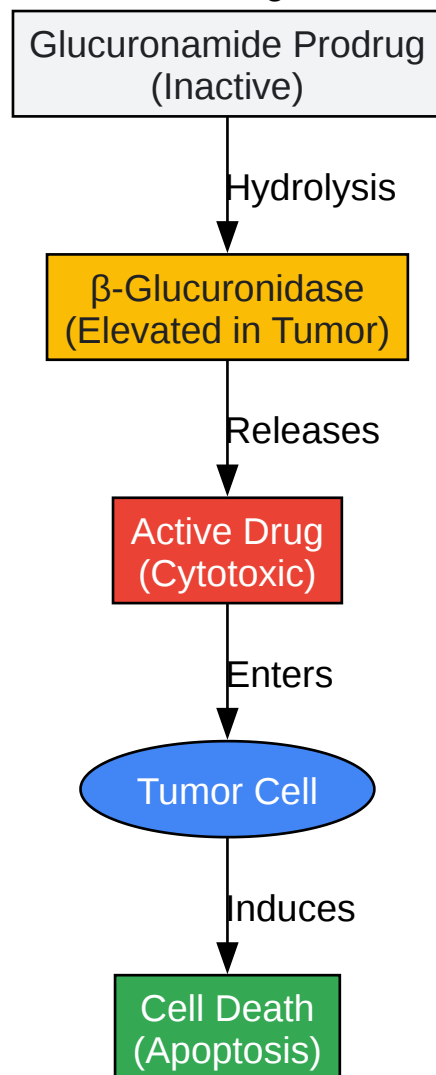 Glucuronamide Prodrug
(Inactive)
Hydrolysis
β-Glucuronidase
(Elevated in Tumor)
Releases
Active Drug
(Cytotoxic)
Enters
Tumor Cell
Induces
Cell Death
(Apoptosis)